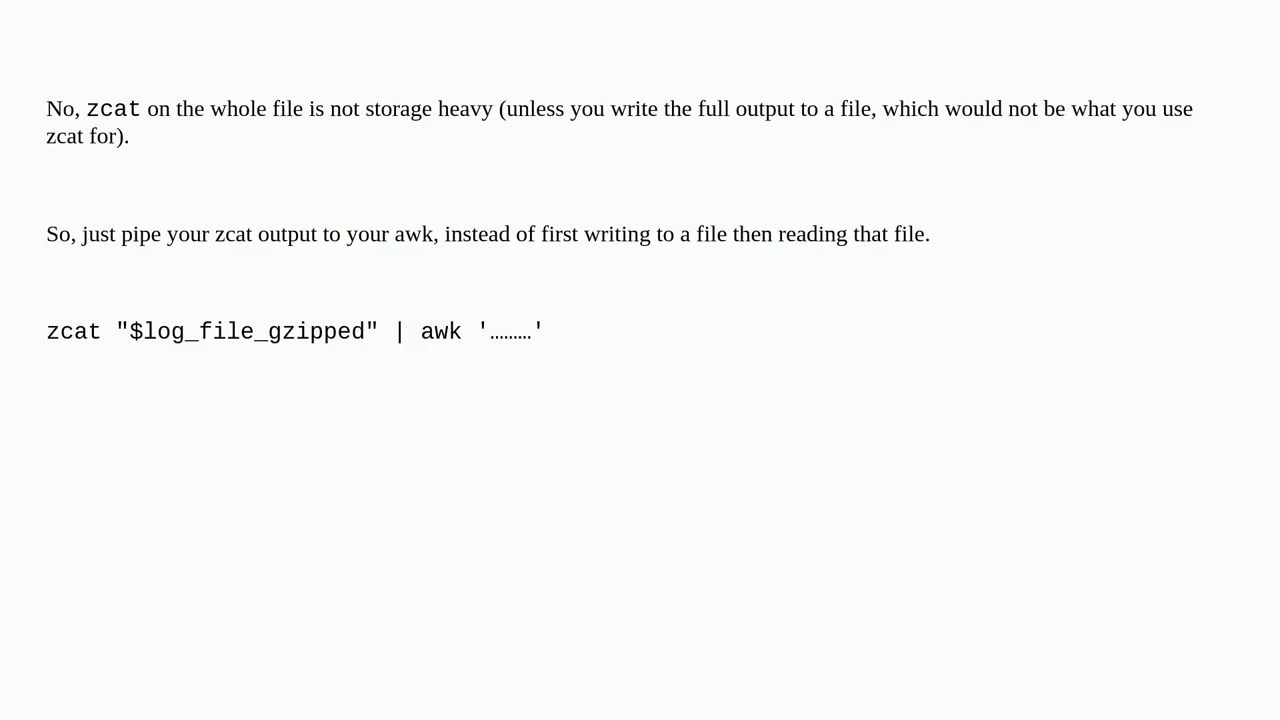 No, zcat on the whole file is not storage heavy (unless you write the full output to a file, which would not be what you use
zcat for).
So, just pipe your zcat output to your awk, instead of first writing to a file then reading that file.
zcat "$log_file_gzipped" | awk '………'